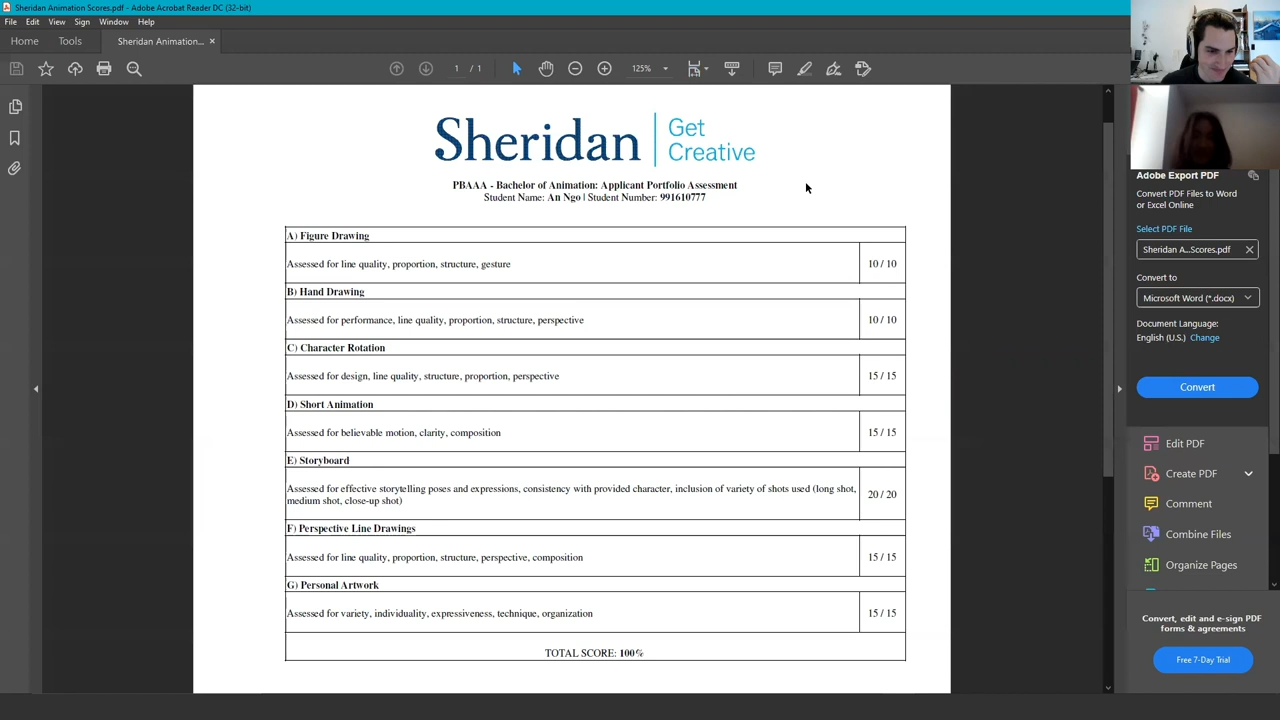 Sheridan Animation Scores.pdf - Adobe Acrobat Reader DC (32-bit)
File Edit View Sign Window Help
Home Tools Sheridan Animation... ×
1 / 1 125%
Sheridan | Get Creative
PBAAA - Bachelor of Animation: Applicant Portfolio Assessment
Student Name: An Ngo | Student Number: 991610777
A) Figure Drawing
Assessed for line quality, proportion, structure, gesture 10 / 10
B) Hand Drawing
Assessed for performance, line quality, proportion, structure, perspective 10 / 10
C) Character Rotation
Assessed for design, line quality, structure, proportion, perspective 15 / 15
D) Short Animation
Assessed for believable motion, clarity, composition 15 / 15
E) Storyboard
Assessed for effective storytelling poses and expressions, consistency with provided character, inclusion of variety of shots used (long shot,
medium shot, close-up shot) 20 / 20
F) Perspective Line Drawings
Assessed for line quality, proportion, structure, perspective, composition 15 / 15
G) Personal Artwork
Assessed for variety, individuality, expressiveness, technique, organization 15 / 15
TOTAL SCORE: 100%
Adobe Export PDF
Convert PDF Files to Word
or Excel Online
Select PDF File
Sheridan A...Scores.pdf
Convert to
Microsoft Word (*.docx)
Document Language:
English (U.S.) Change
Convert
Edit PDF
Create PDF
Comment
Combine Files
Organize Pages
Convert, edit and e-sign PDF
forms & agreements
Free 7-Day Trial